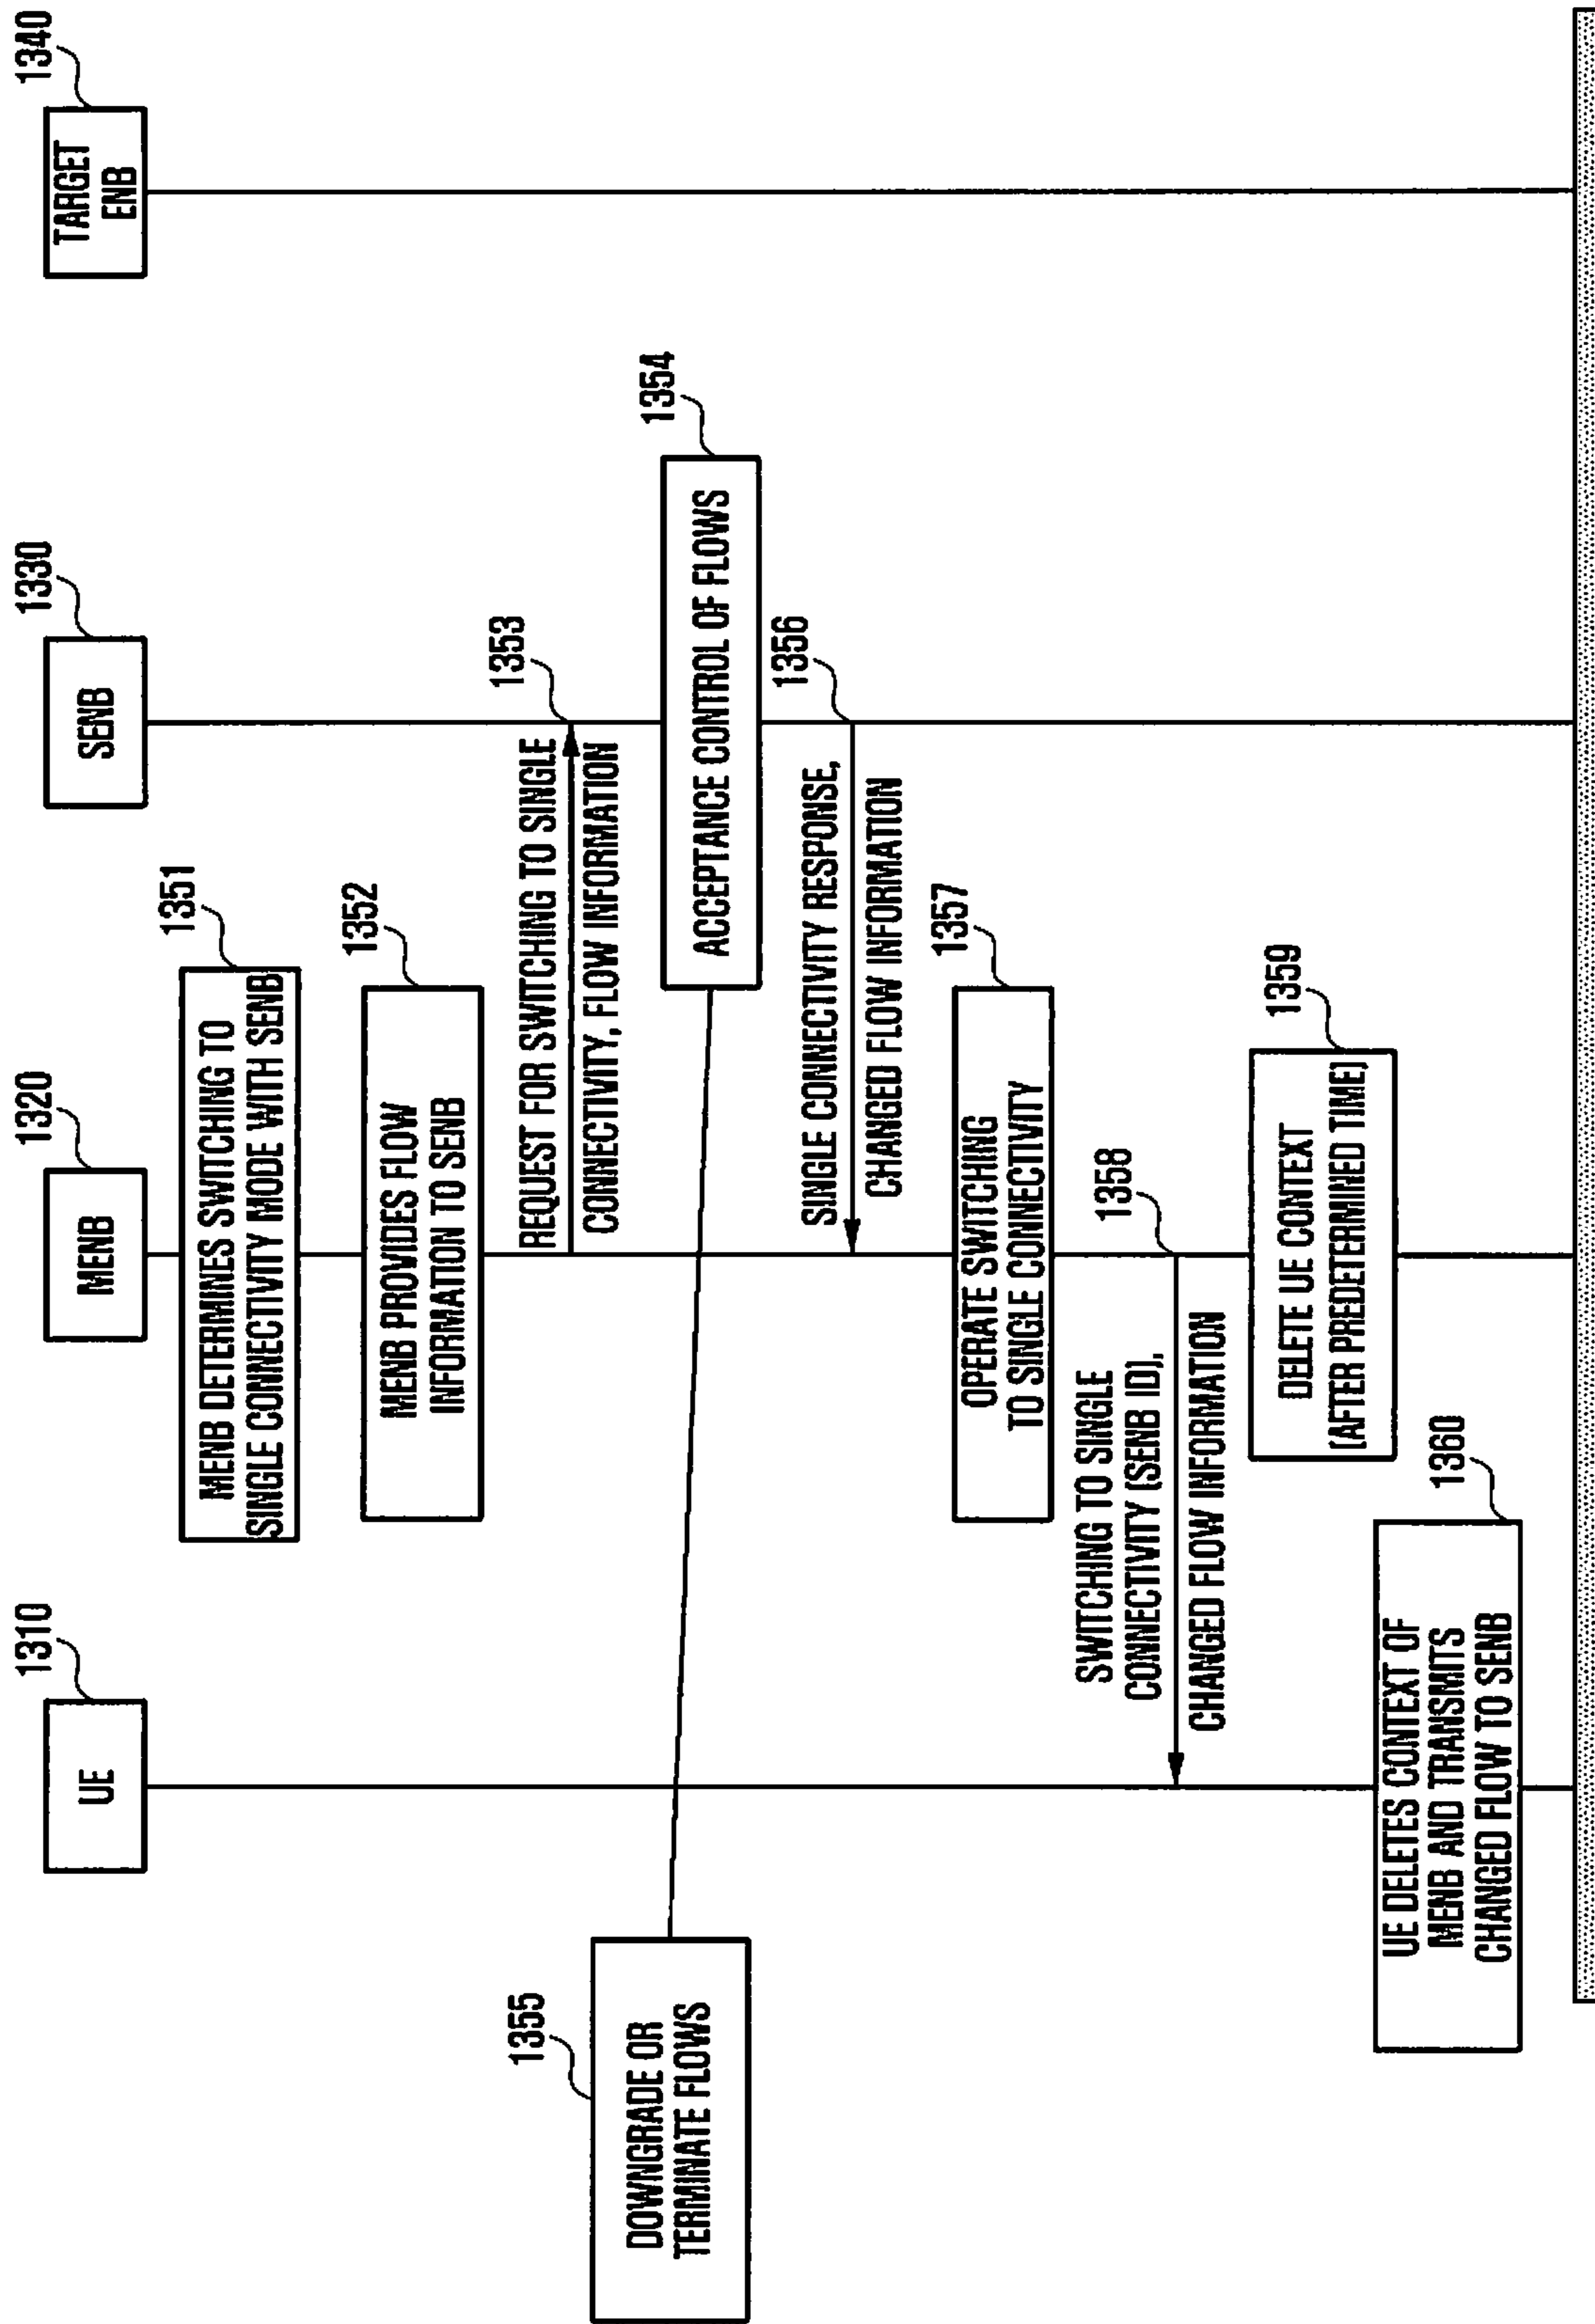 1310
1320
1330
1340
UE
MENB
SENB
TARGET
ENB
1351
MENB DETERMINES SWITCHING TO
SINGLE CONNECTIVITY MODE WITH SENB
1352
MENB PROVIDES FLOW
INFORMATION TO SENB
1353
REQUEST FOR SWITCHING TO SINGLE
CONNECTIVITY, FLOW INFORMATION
1354
ACCEPTANCE CONTROL OF FLOWS
1355
DOWNGRADE OR
TERMINATE FLOWS
1356
SINGLE CONNECTIVITY RESPONSE,
CHANGED FLOW INFORMATION
1357
OPERATE SWITCHING
TO SINGLE CONNECTIVITY
1358
SWITCHING TO SINGLE
CONNECTIVITY (SENB ID),
CHANGED FLOW INFORMATION
1359
DELETE UE CONTEXT
(AFTER PREDETERMINED TIME)
1360
UE DELETES CONTEXT OF
MENB AND TRANSMITS
CHANGED FLOW TO SENB